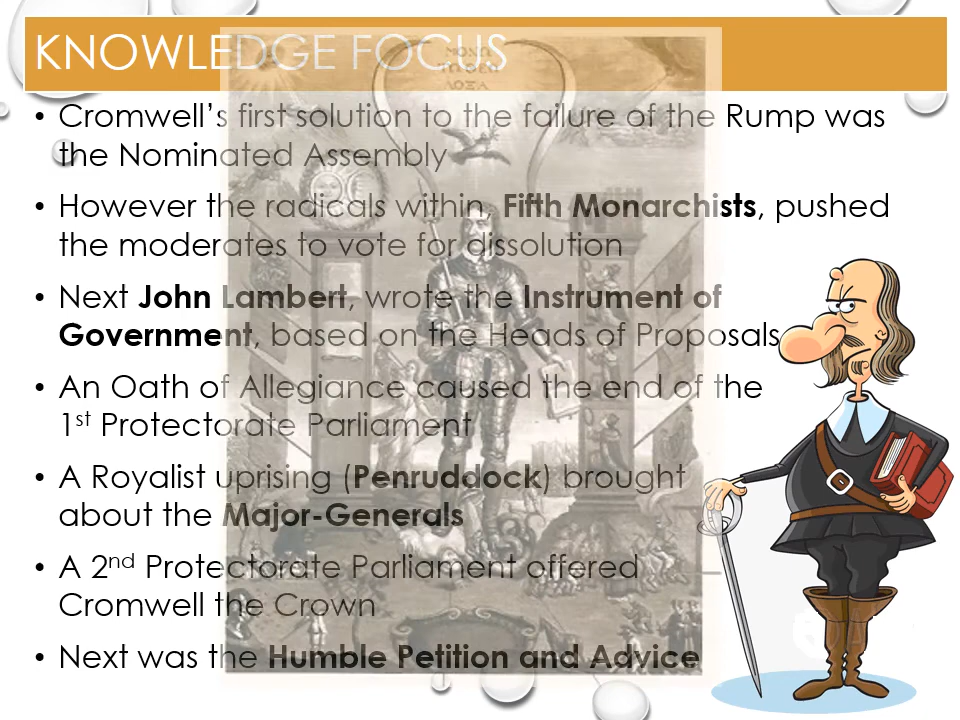 KNOWLEDGE FOCUS
ΜΟΝΩ
ΤΩ ΘΕΩ
ΔΟΞΑ
• Cromwell’s first solution to the failure of the Rump was
the Nominated Assembly
• However the radicals within, Fifth Monarchists, pushed
the moderates to vote for dissolution
• Next John Lambert, wrote the Instrument of
Government, based on the Heads of Proposals
• An Oath of Allegiance caused the end of the
1st Protectorate Parliament
• A Royalist uprising (Penruddock) brought
about the Major-Generals
• A 2nd Protectorate Parliament offered
Cromwell the Crown
• Next was the Humble Petition and Advice